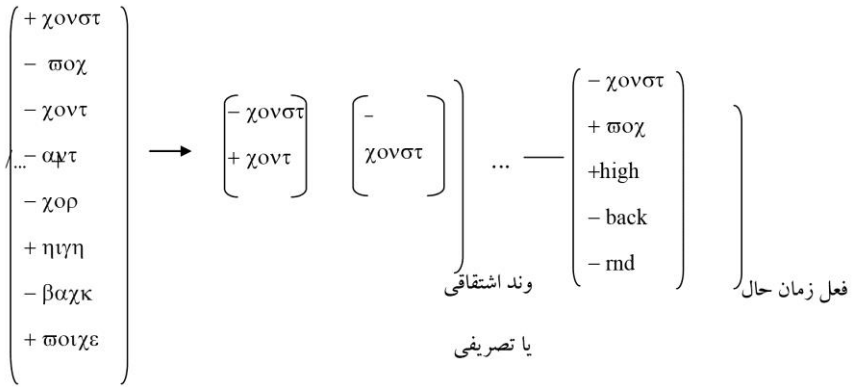 + χονστ
− ϖοχ
− χοντ
− αντ
− χορ
+ ηιγη
− βαχκ
+ ϖοιχε
/...
+
→
− χονστ
+ χοντ
−
χονστ
... —
− χονστ
+ ϖοχ
+high
− back
− rnd
وند اشتقاقی
یا تصریفی
فعل زمان حال